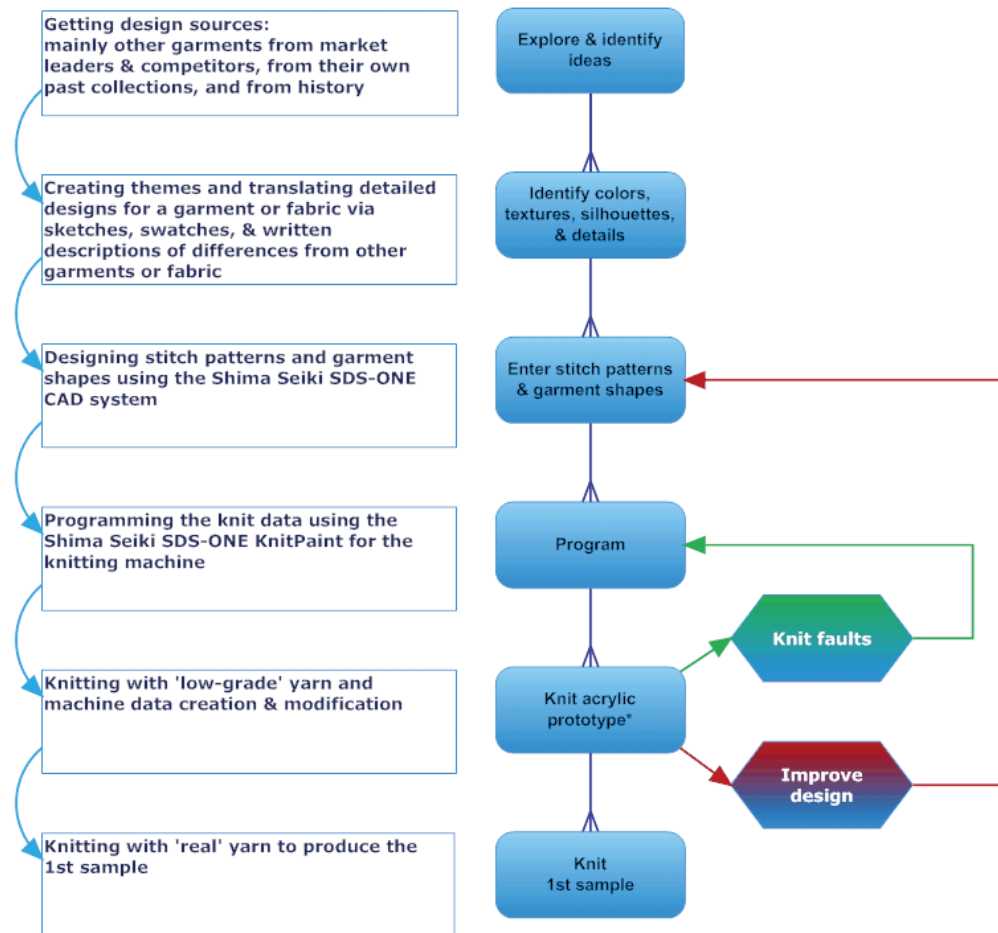 Getting design sources:
mainly other garments from market
leaders & competitors, from their own
past collections, and from history
Explore & identify
ideas
Creating themes and translating detailed
designs for a garment or fabric via
sketches, swatches, & written
descriptions of differences from other
garments or fabric
Identify colors,
textures, silhouettes,
& details
Designing stitch patterns and garment
shapes using the Shima Seiki SDS-ONE
CAD system
Enter stitch patterns
& garment shapes
Programming the knit data using the
Shima Seiki SDS-ONE KnitPaint for the
knitting machine
Program
Knit faults
Knitting with 'low-grade' yarn and
machine data creation & modification
Knit acrylic
prototype*
Improve
design
Knitting with 'real' yarn to produce the
1st sample
Knit
1st sample